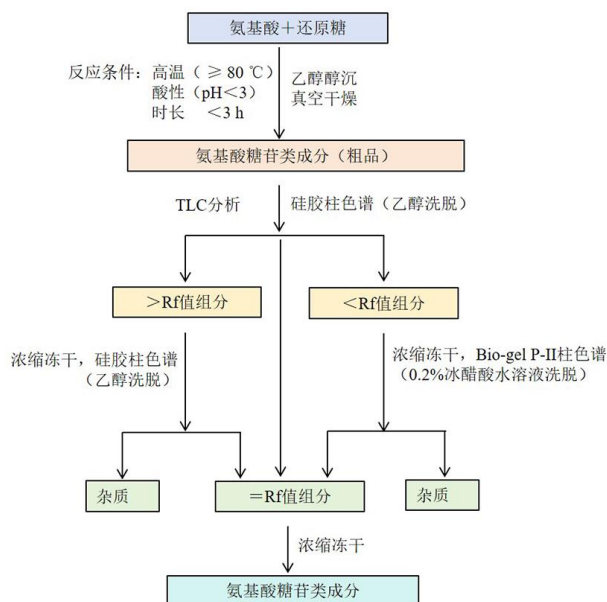 氨基酸＋还原糖
反应条件：高温（ ≥ 80 ℃）
酸性（pH＜3）
时长 ＜3 h
乙醇醇沉
真空干燥
氨基酸糖苷类成分（粗品）
TLC分析
硅胶柱色谱（乙醇洗脱）
＞Rf值组分
＜Rf值组分
浓缩冻干，硅胶柱色谱
（乙醇洗脱）
浓缩冻干，Bio-gel P-II柱色谱
（0.2%冰醋酸水溶液洗脱）
杂质
＝Rf值组分
杂质
浓缩冻干
氨基酸糖苷类成分